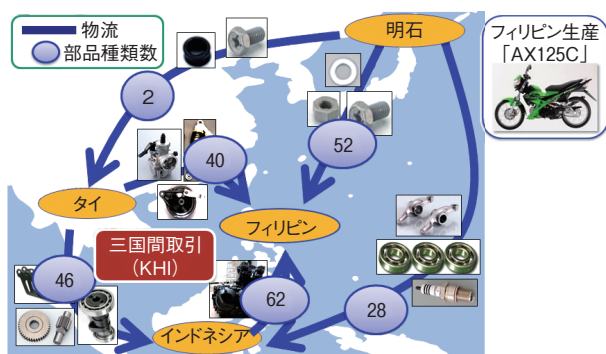 物流
部品種類数
明石
フィリピン生産
「AX125C」
2
40
52
タイ
フィリピン
三国間取引
（KHI）
46
62
28
インドネシア